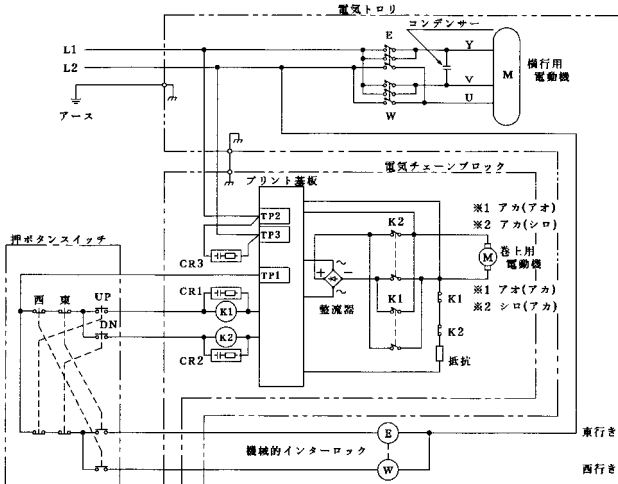 電気トロリ
コンデンサー
L1
E
Y
L2
M
横行用
電動機
V
U
アース
W
電気チェーンブロック
プリント基板
TP2
K2
※1 アカ(アオ)
※2 アカ(シロ)
TP3
押ボタンスイッチ
CR3
M
巻上用
電動機
TP1
CR1
K1
K1
※1 アオ(アカ)
※2 シロ(アカ)
西
東
UP
K1
整流器
DN
K2
K2
CR2
抵抗
E
東行き
機械的インターロック
W
西行き